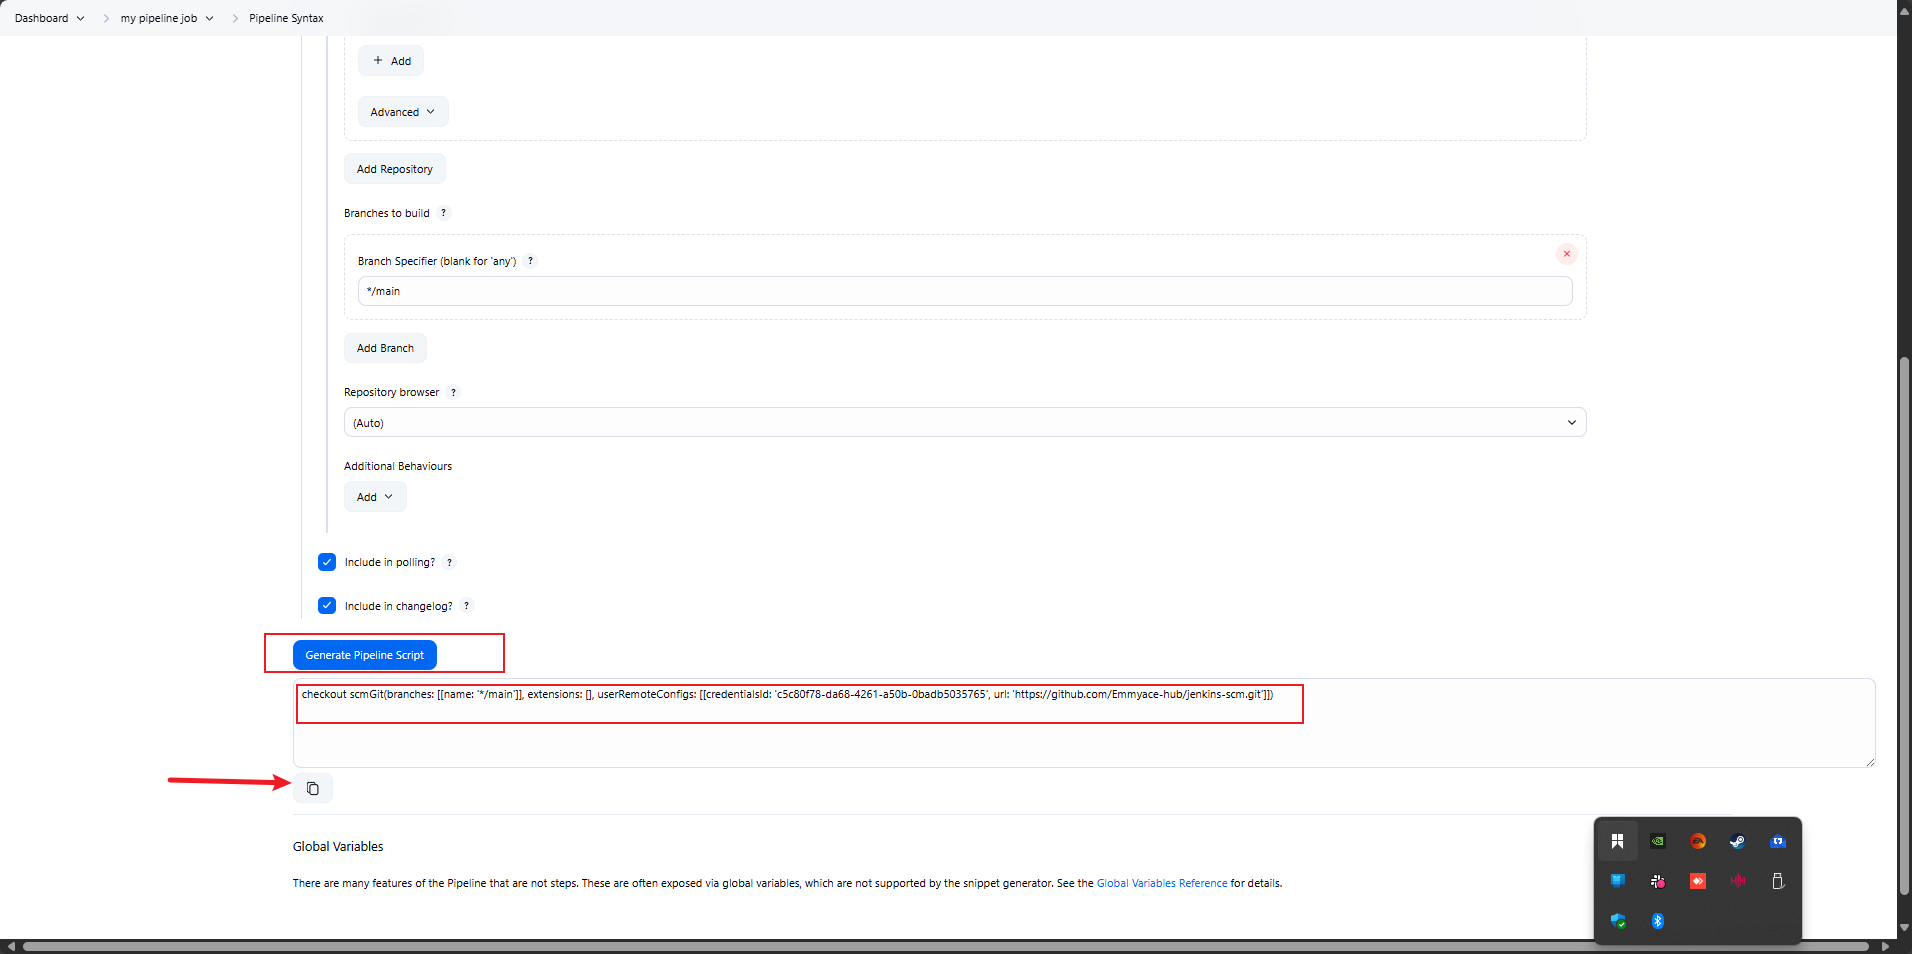 Dashboard
my pipeline job
Pipeline Syntax
+ Add
Advanced
Add Repository
Branches to build ?
Branch Specifier (blank for 'any') ?
*/main
Add Branch
Repository browser ?
(Auto)
Additional Behaviours
Add
Include in polling? ?
Include in changelog? ?
Generate Pipeline Script
checkout scmGit(branches: [[name: '*/main']], extensions: [], userRemoteConfigs: [[credentialsId: 'c5c80f78-da68-4261-a50b-0badb5035765', url: 'https://github.com/Emmyace-hub/jenkins-scm.git']])
Global Variables
There are many features of the Pipeline that are not steps. These are often exposed via global variables, which are not supported by the snippet generator. See the Global Variables Reference for details.